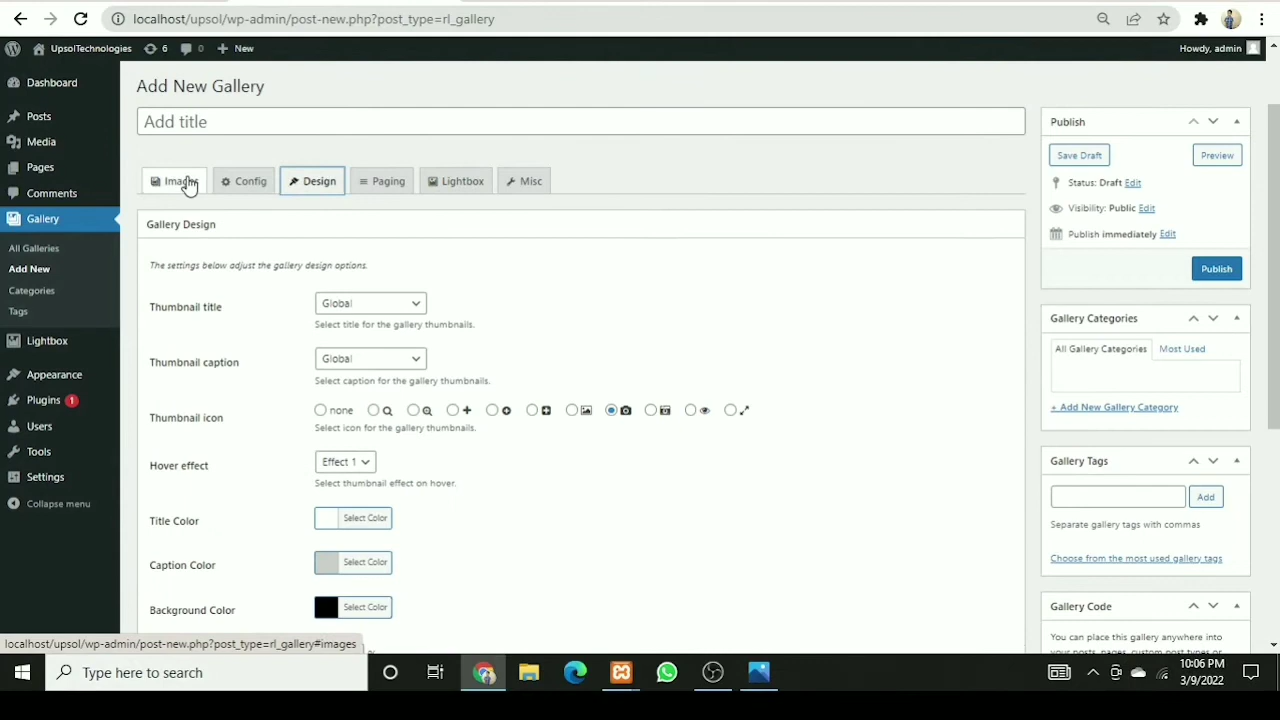 localhost/upsol/wp-admin/post-new.php?post_type=rl_gallery
UpsolTechnologies 6 0 New Howdy, admin
Dashboard
Posts
Media
Pages
Comments
Gallery
All Galleries
Add New
Categories
Tags
Lightbox
Appearance
Plugins 1
Users
Tools
Settings
Collapse menu
Add New Gallery
Add title
Images Config Design Paging Lightbox Misc
Gallery Design
The settings below adjust the gallery design options.
Thumbnail title Global
Select title for the gallery thumbnails.
Thumbnail caption Global
Select caption for the gallery thumbnails.
Thumbnail icon none
Select icon for the gallery thumbnails.
Hover effect Effect 1
Select thumbnail effect on hover.
Title Color Select Color
Caption Color Select Color
Background Color Select Color
Publish
Save Draft Preview
Status: Draft Edit
Visibility: Public Edit
Publish immediately Edit
Publish
Gallery Categories
All Gallery Categories Most Used
+ Add New Gallery Category
Gallery Tags
Add
Separate gallery tags with commas
Choose from the most used gallery tags
Gallery Code
You can place this gallery anywhere into
localhost/upsol/wp-admin/post-new.php?post_type=rl_gallery#images
Type here to search
10:06 PM
3/9/2022